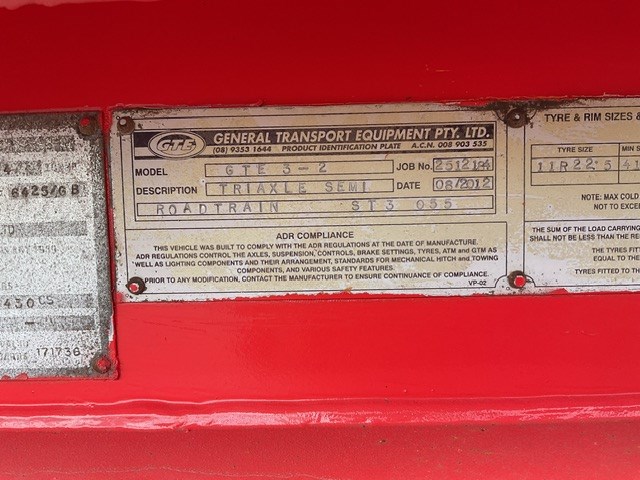 GTE
GENERAL TRANSPORT EQUIPMENT PTY. LTD.
(08) 9353 1644 PRODUCT IDENTIFICATION PLATE A.C.N. 008 903 535
MODEL GTE 3-2 JOB No. 2512194
DESCRIPTION TRIAXLE SEMI DATE 08/2012
ROADTRAIN ST3 055
ADR COMPLIANCE
THIS VEHICLE WAS BUILT TO COMPLY WITH THE ADR REGULATIONS AT THE DATE OF MANUFACTURE.
ADR REGULATIONS CONTROL THE AXLES, SUSPENSION, CONTROLS, BRAKE SETTINGS, TYRES, ATM and GTM AS
WELL AS LIGHTING COMPONENTS AND THEIR ARRANGEMENT, STANDARDS FOR MECHANICAL HITCH and TOWING
COMPONENTS, AND VARIOUS SAFETY FEATURES.
PRIOR TO ANY MODIFICATION, CONTACT THE MANUFACTURER TO ENSURE CONTINUANCE OF COMPLIANCE.
VP-02
TYRE & RIM SIZES &
TYRE SIZE MIN S
11R22.5 41
NOTE: MAX COLD
NOT TO EXCE
THE SUM OF THE LOAD CARRYING
SHALL NOT BE LESS THAN THE
TYRES FITTE
EQUAL TO THE
TYRES FITTED TO TH
6425/GB
171736